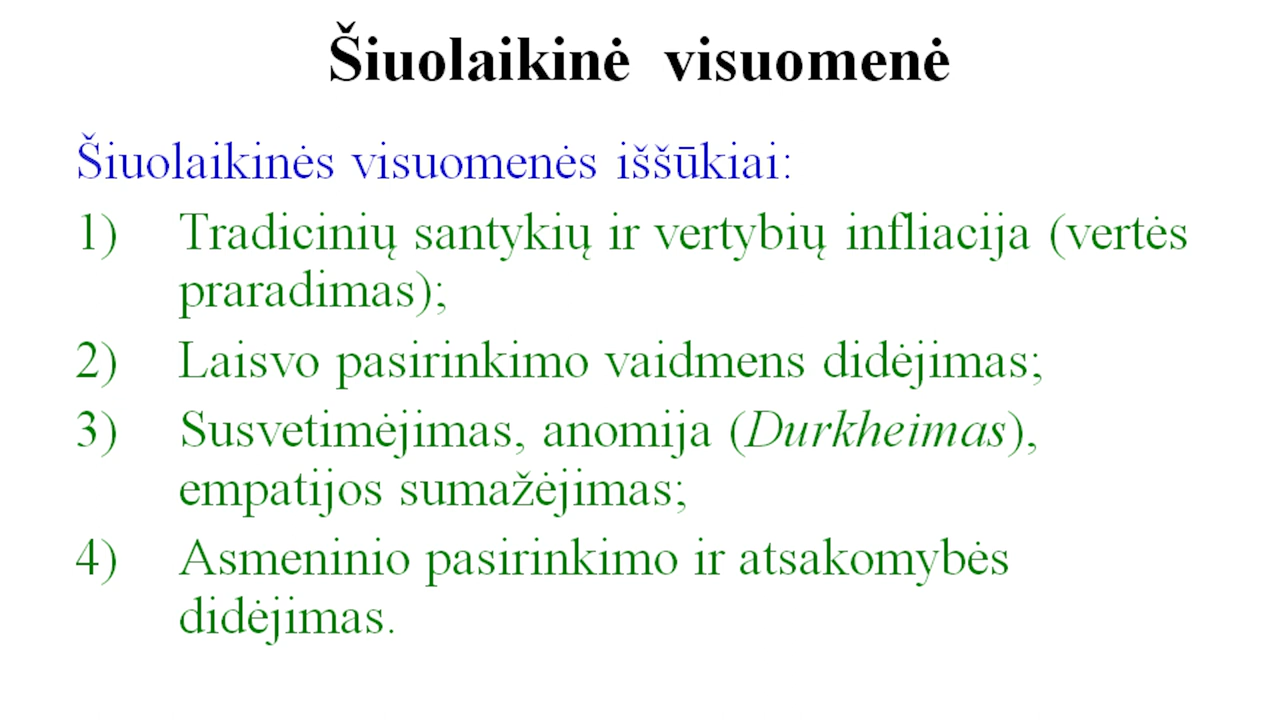 Šiuolaikinė visuomenė
Šiuolaikinės visuomenės iššūkiai:
1) Tradicinių santykių ir vertybių infliacija (vertės
praradimas);
2) Laisvo pasirinkimo vaidmens didėjimas;
3) Susvetimėjimas, anomija (Durkheimas),
empatijos sumažėjimas;
4) Asmeninio pasirinkimo ir atsakomybės
didėjimas.